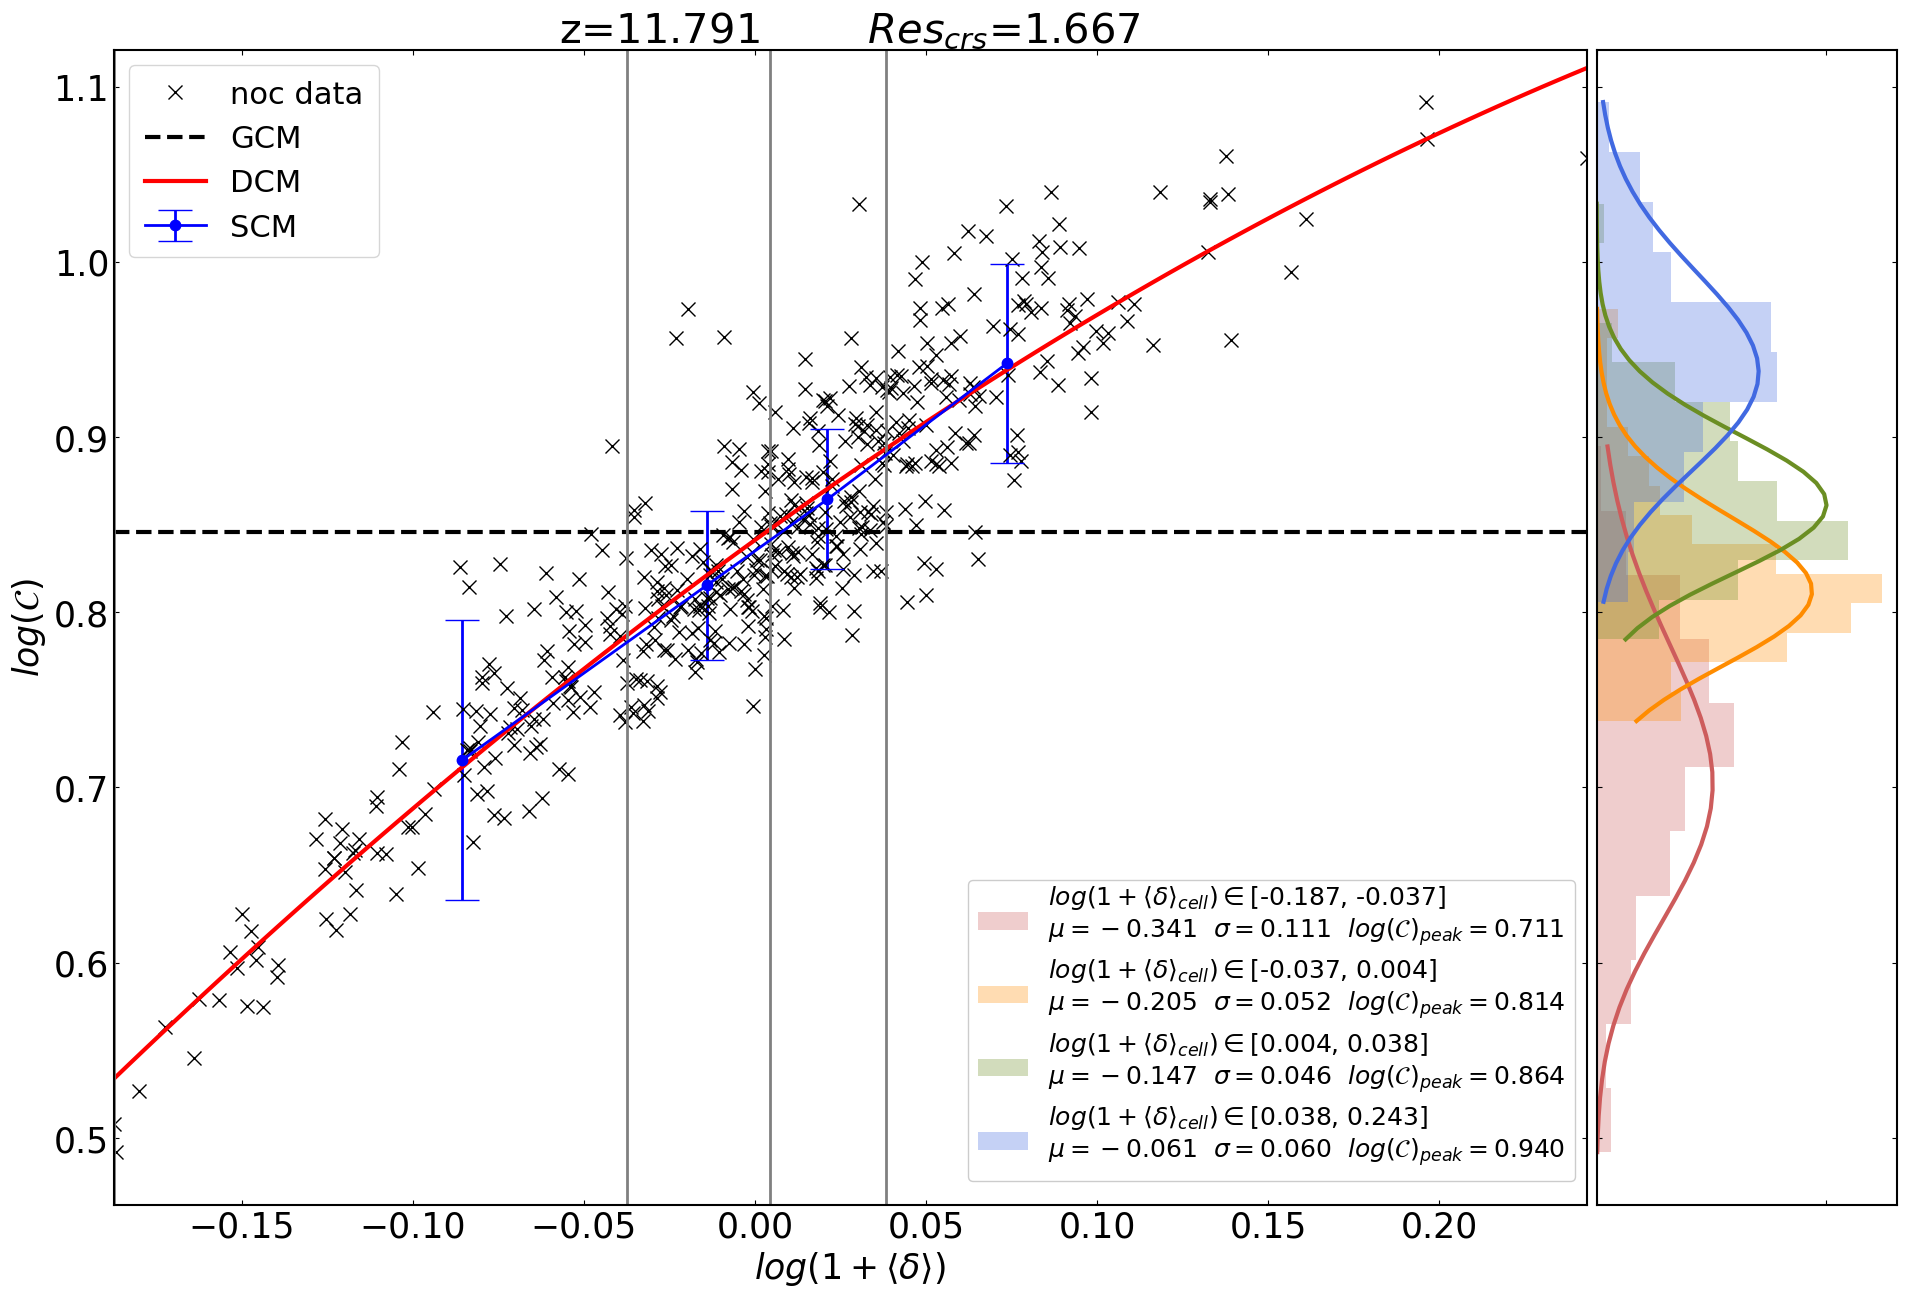 z=11.791 Res_crs=1.667
noc data
GCM
DCM
SCM
log(𝒞)
1.1
1.0
0.9
0.8
0.7
0.6
0.5
log(1 + ⟨δ⟩_cell) ∈ [-0.187, -0.037]
μ = −0.341 σ = 0.111 log(𝒞)_peak = 0.711
log(1 + ⟨δ⟩_cell) ∈ [-0.037, 0.004]
μ = −0.205 σ = 0.052 log(𝒞)_peak = 0.814
log(1 + ⟨δ⟩_cell) ∈ [0.004, 0.038]
μ = −0.147 σ = 0.046 log(𝒞)_peak = 0.864
log(1 + ⟨δ⟩_cell) ∈ [0.038, 0.243]
μ = −0.061 σ = 0.060 log(𝒞)_peak = 0.940
−0.15 −0.10 −0.05 0.00 0.05 0.10 0.15 0.20
log(1 + ⟨δ⟩)